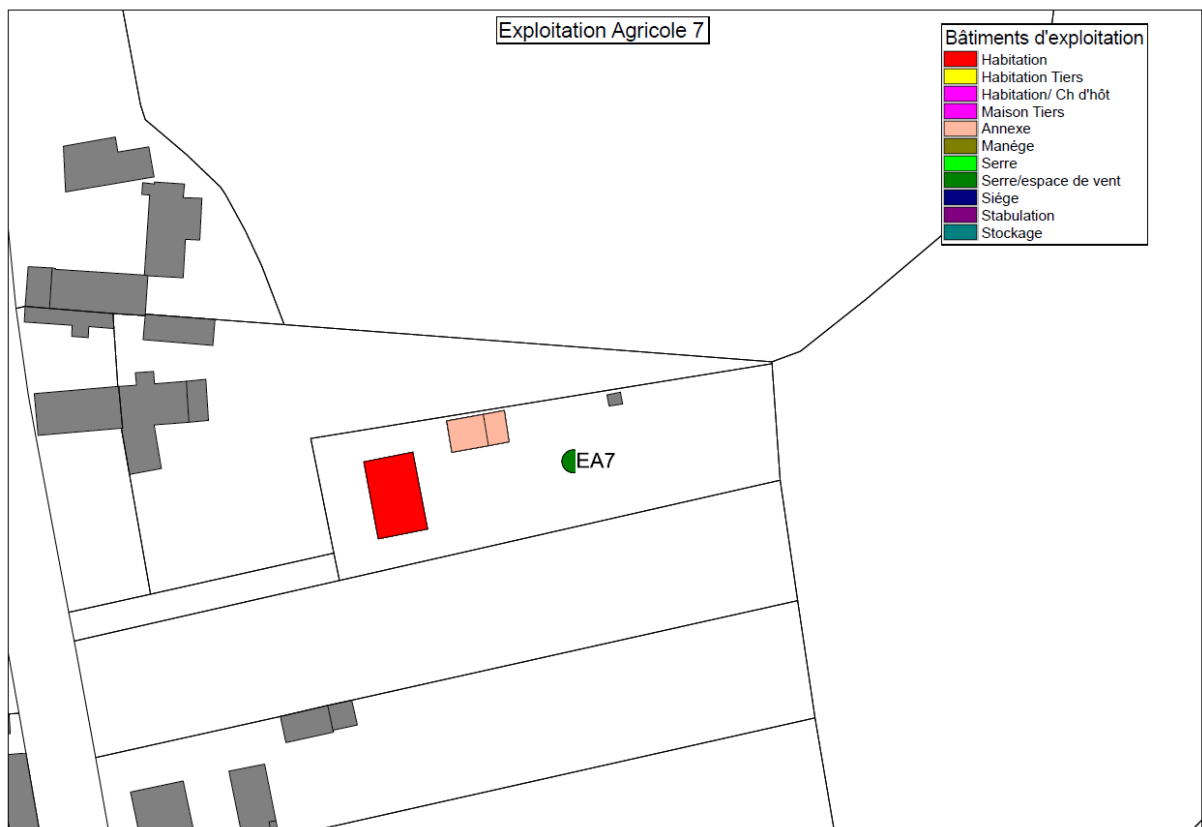 Exploitation Agricole 7
Bâtiments d'exploitation
Habitation
Habitation Tiers
Habitation/ Ch d'hôt
Maison Tiers
Annexe
Manége
Serre
Serre/espace de vent
Siége
Stabulation
Stockage
EA7